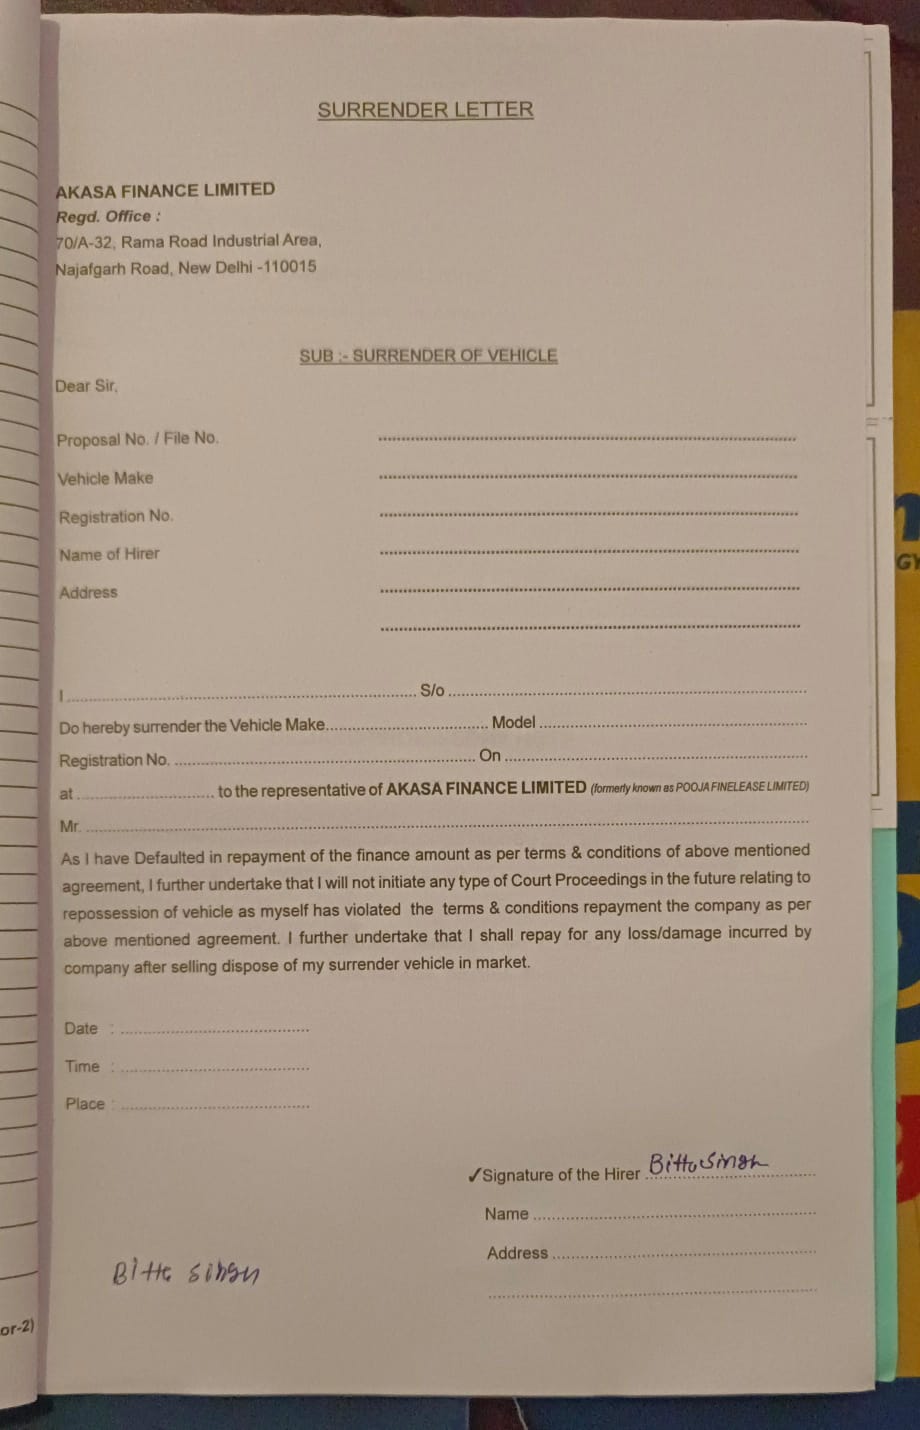 SURRENDER LETTER
AKASA FINANCE LIMITED
Regd. Office :
70/A-32, Rama Road Industrial Area,
Najafgarh Road, New Delhi -110015
SUB :- SURRENDER OF VEHICLE
Dear Sir,
Proposal No. / File No. ........................................
Vehicle Make ........................................
Registration No. ........................................
Name of Hirer ........................................
Address ........................................
........................................
I ........................................ S/o ........................................
Do hereby surrender the Vehicle Make.............................. Model ........................................
Registration No. ........................................ On ........................................
at .............................. to the representative of AKASA FINANCE LIMITED (formerly known as POOJA FINELEASE LIMITED)
Mr. ........................................
As I have Defaulted in repayment of the finance amount as per terms & conditions of above mentioned
agreement, I further undertake that I will not initiate any type of Court Proceedings in the future relating to
repossession of vehicle as myself has violated the terms & conditions repayment the company as per
above mentioned agreement. I further undertake that I shall repay for any loss/damage incurred by
company after selling dispose of my surrender vehicle in market.
Date : ..............................
Time : ..............................
Place : ..............................
✓Signature of the Hirer Bitto Singh
Name ........................................
Address ........................................
........................................
Bitto Singh
or-2)
GY